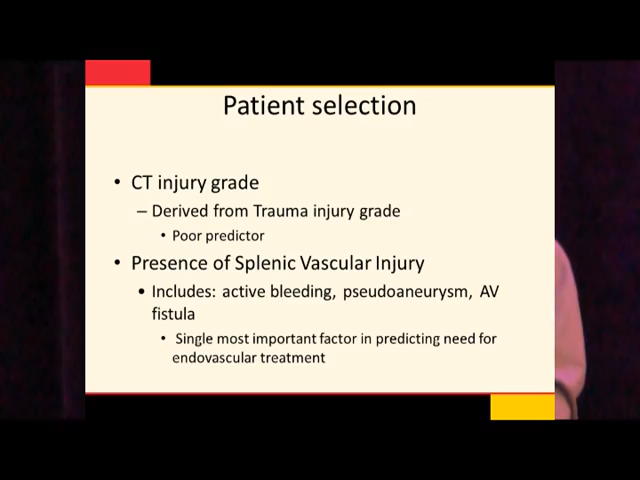 Patient selection
• CT injury grade
– Derived from Trauma injury grade
• Poor predictor
• Presence of Splenic Vascular Injury
• Includes: active bleeding, pseudoaneurysm, AV
fistula
• Single most important factor in predicting need for
endovascular treatment